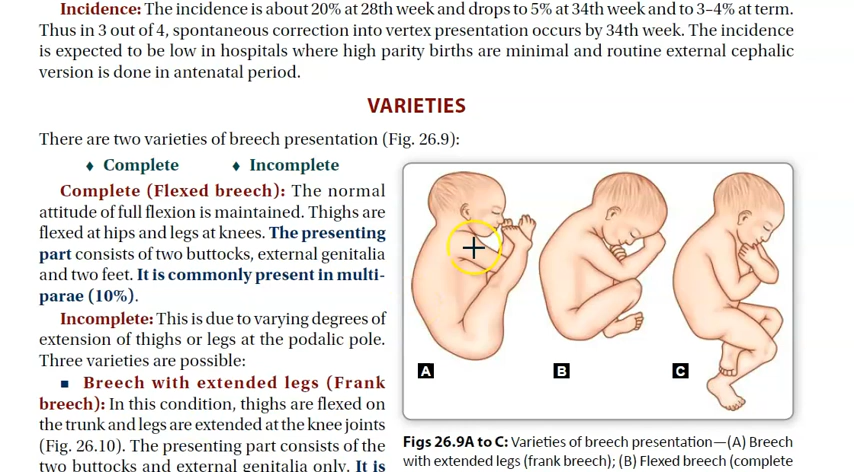 Incidence: The incidence is about 20% at 28th week and drops to 5% at 34th week and to 3–4% at term.
Thus in 3 out of 4, spontaneous correction into vertex presentation occurs by 34th week. The incidence
is expected to be low in hospitals where high parity births are minimal and routine external cephalic
version is done in antenatal period.
VARIETIES
There are two varieties of breech presentation (Fig. 26.9):
♦ Complete ♦ Incomplete
Complete (Flexed breech): The normal
attitude of full flexion is maintained. Thighs are
flexed at hips and legs at knees. The presenting
part consists of two buttocks, external genitalia
and two feet. It is commonly present in multi-
parae (10%).
Incomplete: This is due to varying degrees of
extension of thighs or legs at the podalic pole.
Three varieties are possible:
■ Breech with extended legs (Frank
breech): In this condition, thighs are flexed on
the trunk and legs are extended at the knee joints
(Fig. 26.10). The presenting part consists of the
two buttocks and external genitalia only. It is
A
B
C
Figs 26.9A to C: Varieties of breech presentation—(A) Breech
with extended legs (frank breech); (B) Flexed breech (complete